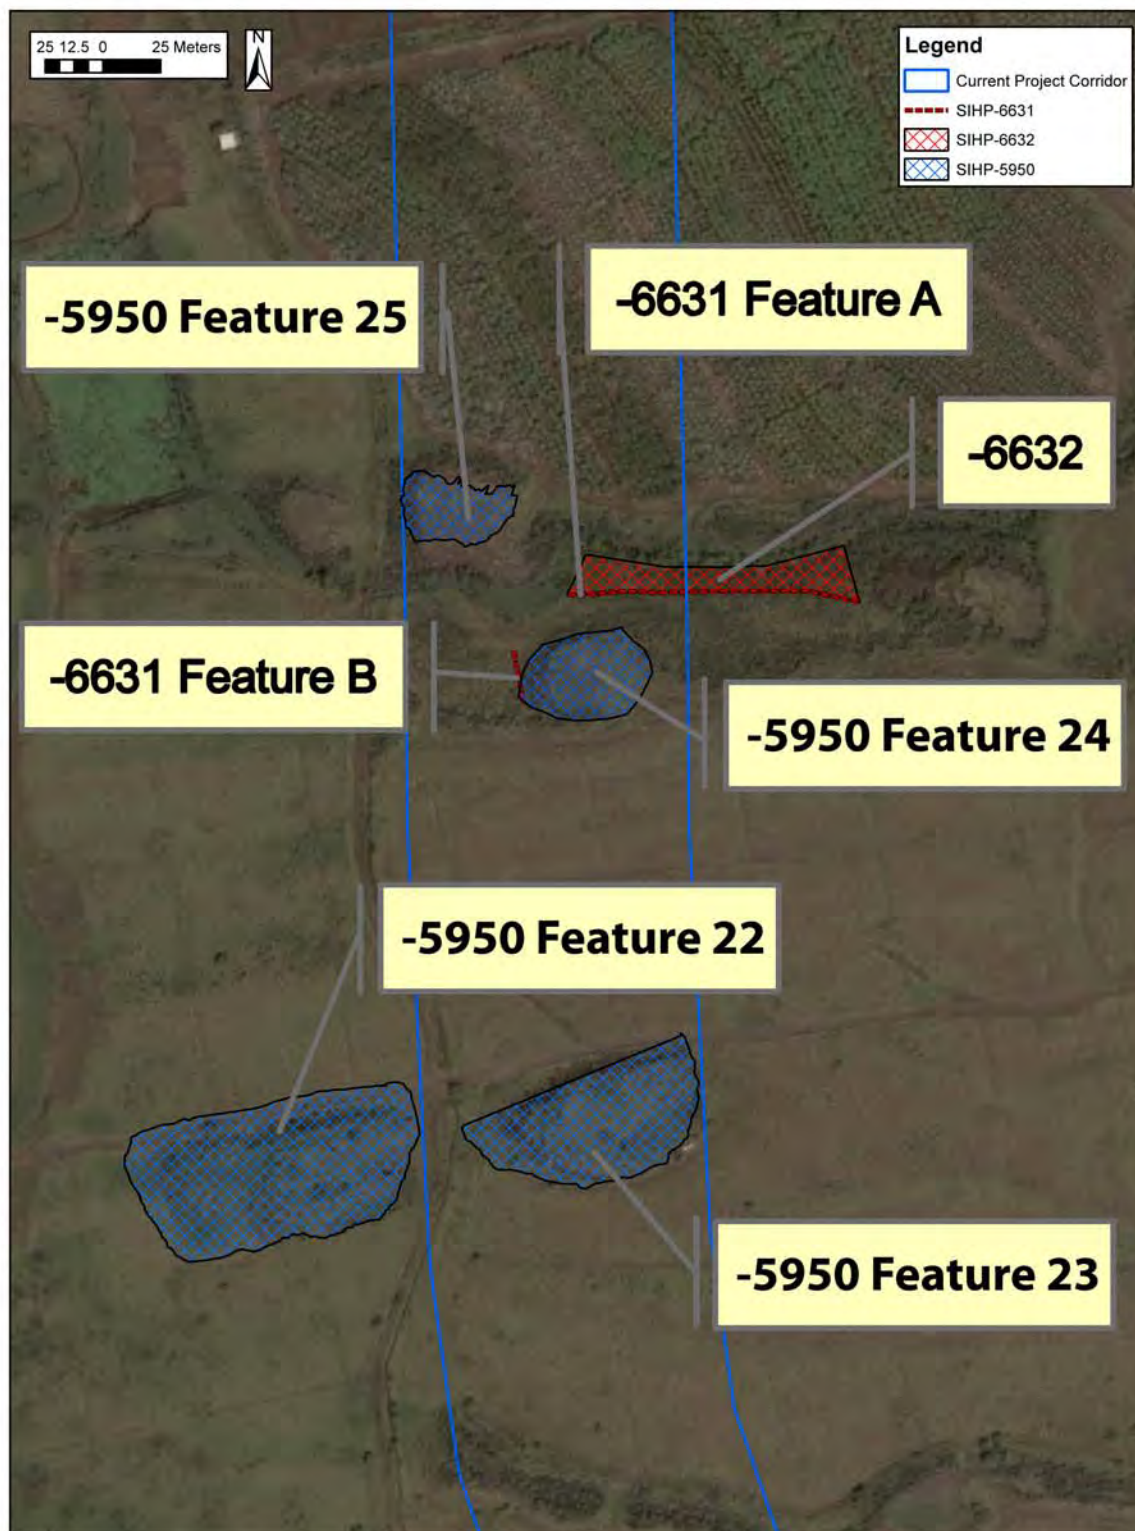 25 12.5 0 25 Meters
N
Legend
Current Project Corridor
SIHP-6631
SIHP-6632
SIHP-5950
-5950 Feature 25
-6631 Feature A
-6632
-6631 Feature B
-5950 Feature 24
-5950 Feature 22
-5950 Feature 23